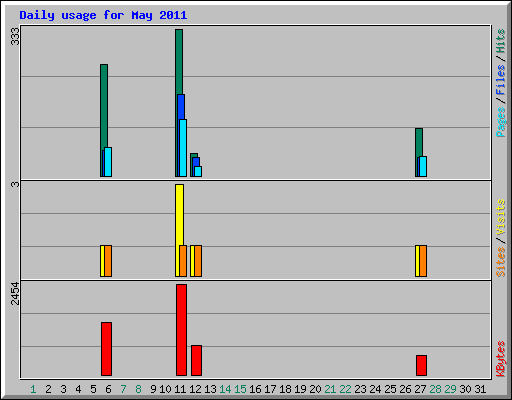 Daily usage for May 2011
333
Pages / Files / Hits
3
Sites / Visits
2454
KBytes
1 2 3 4 5 6 7 8 9 10 11 12 13 14 15 16 17 18 19 20 21 22 23 24 25 26 27 28 29 30 31